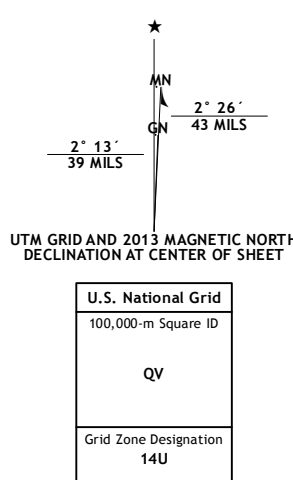 ★
MN
GN
2° 26´
43 MILS
2° 13´
39 MILS
UTM GRID AND 2013 MAGNETIC NORTH
DECLINATION AT CENTER OF SHEET
U.S. National Grid
100,000-m Square ID
QV
Grid Zone Designation
14U